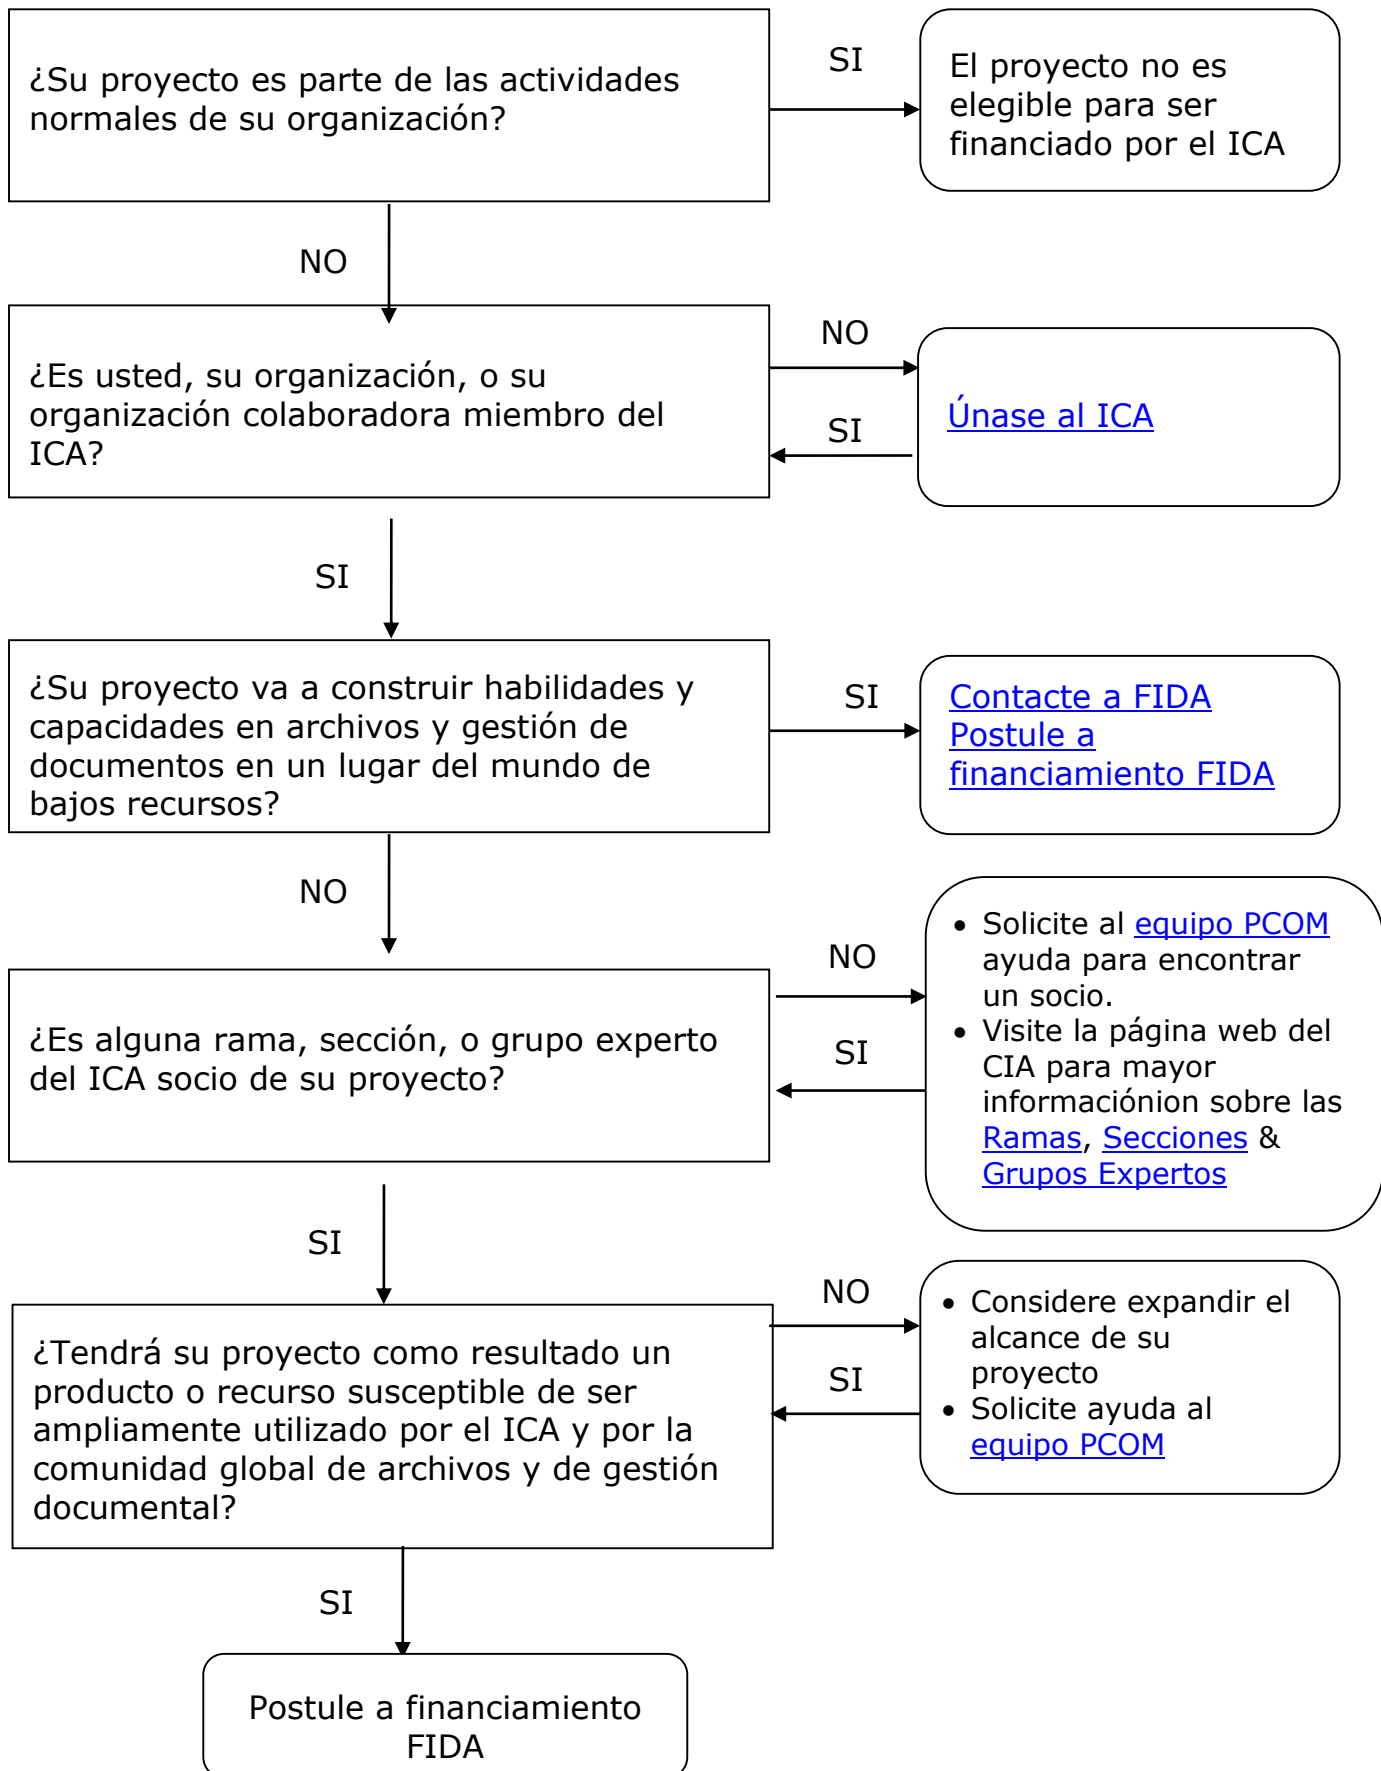 ¿Su proyecto es parte de las actividades
normales de su organización?
SI
El proyecto no es
elegible para ser
financiado por el ICA
NO
¿Es usted, su organización, o su
organización colaboradora miembro del
ICA?
NO
SI
Únase al ICA
SI
¿Su proyecto va a construir habilidades y
capacidades en archivos y gestión de
documentos en un lugar del mundo de
bajos recursos?
SI
Contacte a FIDA
Postule a
financiamiento FIDA
NO
¿Es alguna rama, sección, o grupo experto
del ICA socio de su proyecto?
NO
SI
• Solicite al equipo PCOM
ayuda para encontrar
un socio.
• Visite la página web del
CIA para mayor
informaciónion sobre las
Ramas, Secciones &
Grupos Expertos
SI
¿Tendrá su proyecto como resultado un
producto o recurso susceptible de ser
ampliamente utilizado por el ICA y por la
comunidad global de archivos y de gestión
documental?
NO
SI
• Considere expandir el
alcance de su
proyecto
• Solicite ayuda al
equipo PCOM
SI
Postule a financiamiento
FIDA